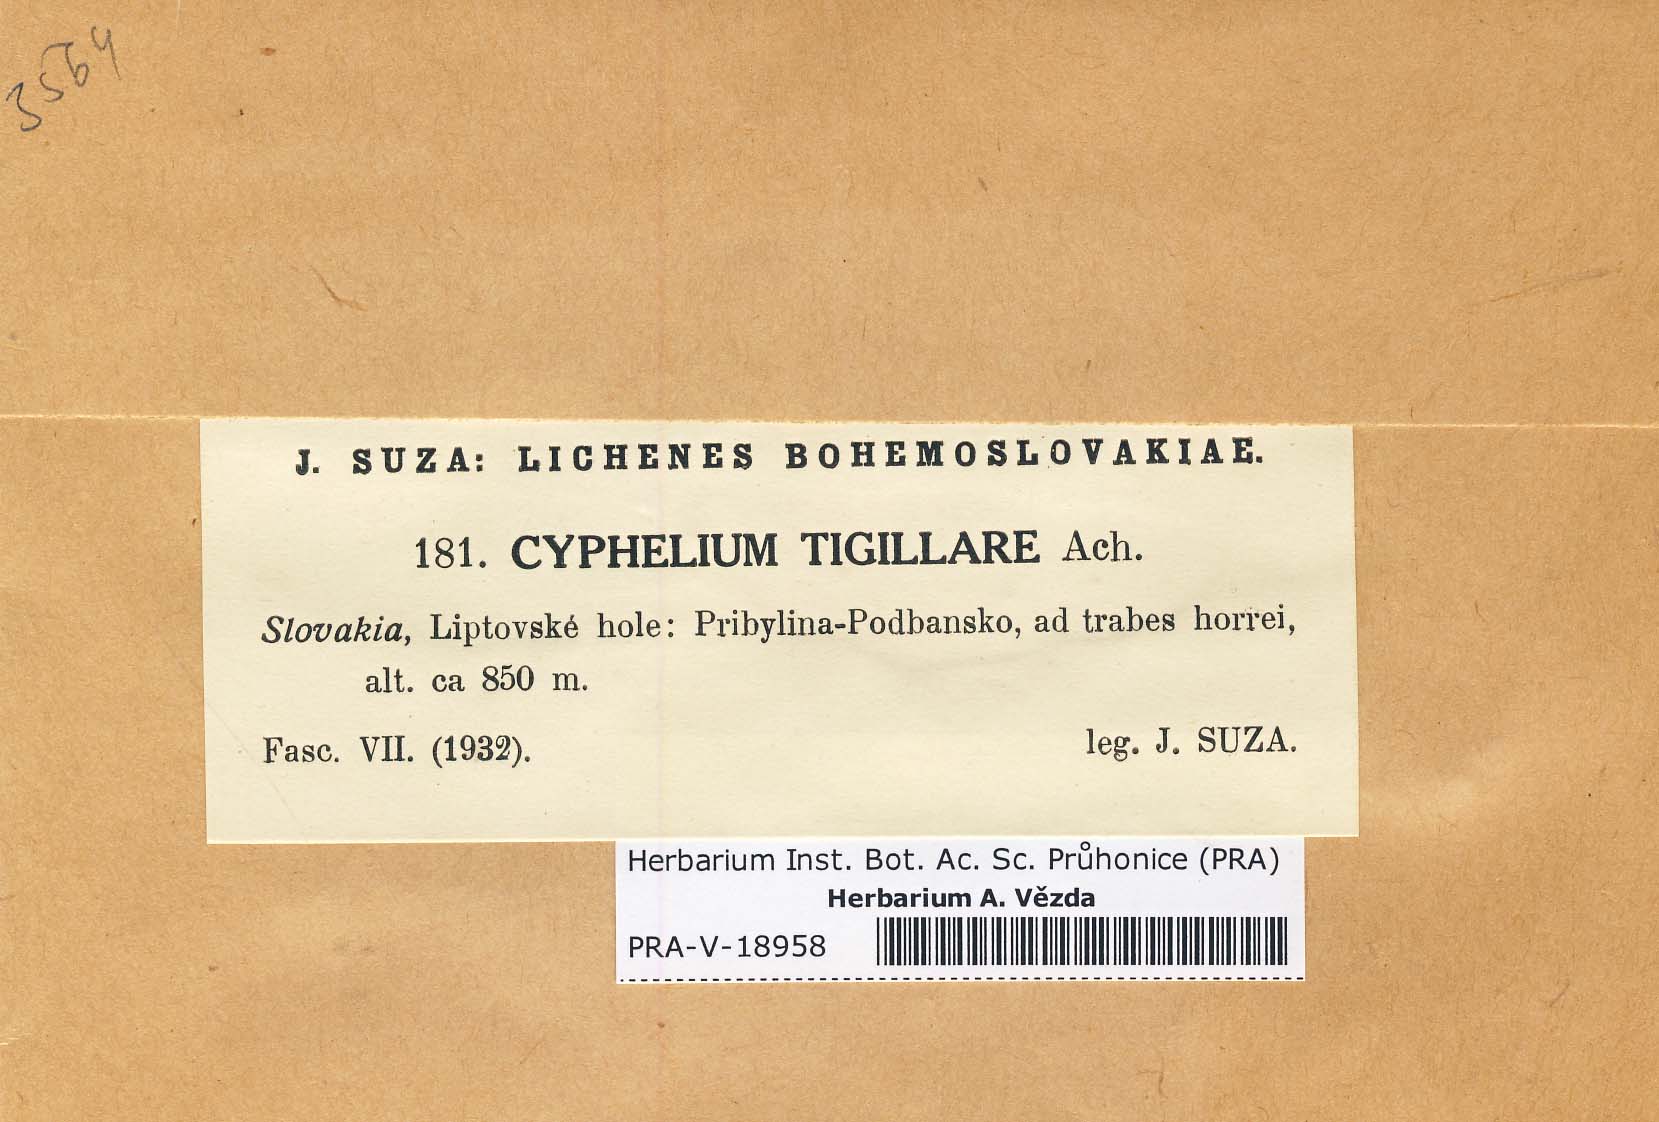 3564
J. SUZA: LICHENES BOHEMOSLOVAKIAE.
181. CYPHELIUM TIGILLARE Ach.
Slovakia, Liptovské hole: Pribylina-Podbansko, ad trabes horrei,
alt. ca 850 m.
Fasc. VII. (1932). leg. J. SUZA.
Herbarium Inst. Bot. Ac. Sc. Průhonice (PRA)
Herbarium A. Vězda
PRA-V-18958